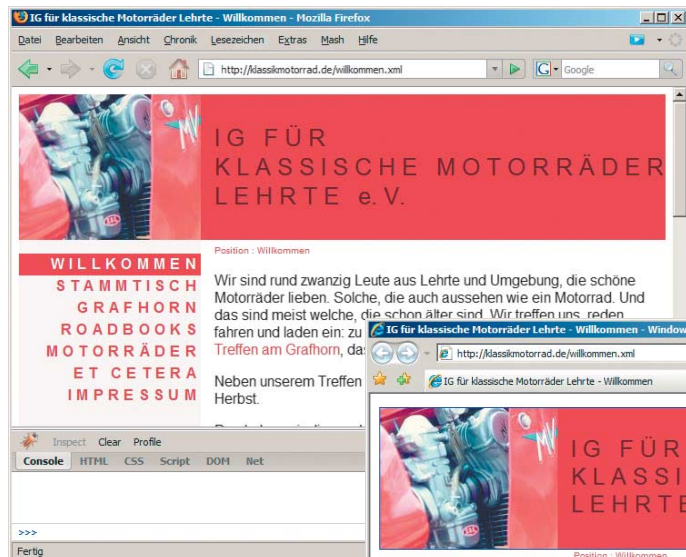 IG für klassische Motorräder Lehrte - Willkommen - Mozilla Firefox
Datei Bearbeiten Ansicht Chronik Lesezeichen Extras Mash Hilfe
http://klassikmotorrad.de/willkommen.xml
G Google
MV
IG FÜR
KLASSISCHE MOTORRÄDER
LEHRTE e.V.
Position : Willkommen
WILLKOMMEN
STAMMTISCH
GRAFHORN
ROADBOOKS
MOTORRÄDER
ET CETERA
IMPRESSUM
Wir sind rund zwanzig Leute aus Lehrte und Umgebung, die schöne
Motorräder lieben. Solche, die auch aussehen wie ein Motorrad. Und
das sind meist welche, die schon älter sind. Wir treffen uns, reden
fahren und laden ein: zu
Treffen am Grafhorn, das
Neben unserem Treffen
Herbst.
Inspect Clear Profile
Console HTML CSS Script DOM Net
>>>
Fertig
IG für klassische Motorräder Lehrte - Willkommen - Window
http://klassikmotorrad.de/willkommen.xml
IG für klassische Motorräder Lehrte - Willkommen
IG FÜR
KLASSI
LEHRTE
Position : Willkommen